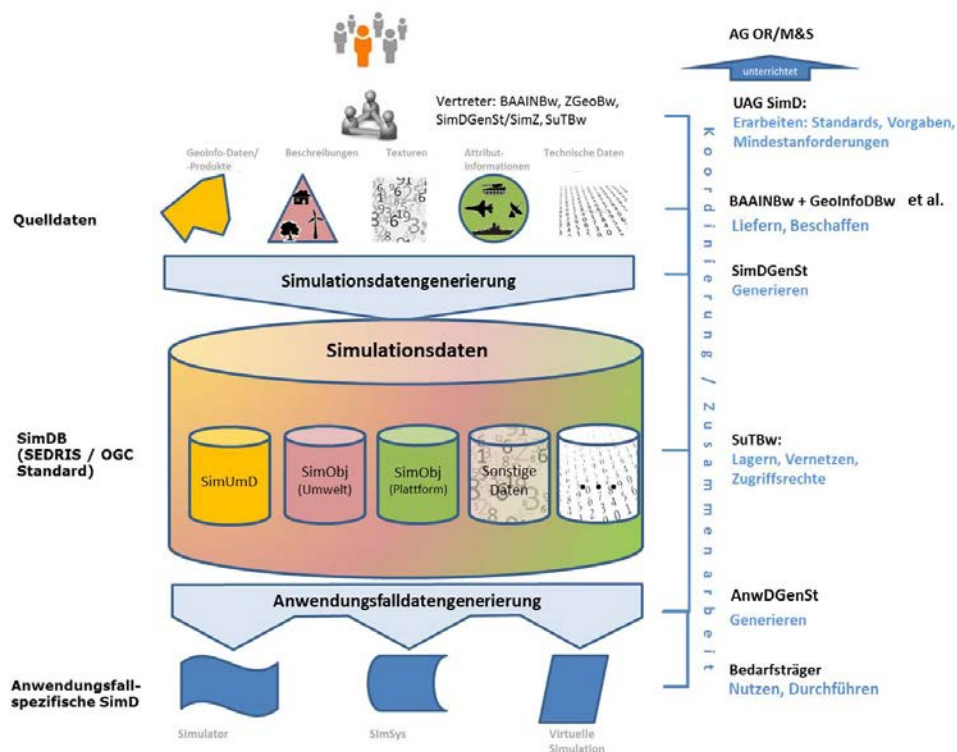 AG OR/M&S
unterrichtet
Vertreter: BAAINBw, ZGeoBw,
SimDGenSt/SimZ, SuTBw
UAG SimD:
Erarbeiten: Standards, Vorgaben,
Mindestanforderungen
GeoInfo-Daten/
-Produkte
Beschreibungen
Texturen
Attribut-
informationen
Technische Daten
...
Quelldaten
BAAINBw + GeoInfoDBw et al.
Liefern, Beschaffen
Simulationsdatengenerierung
SimDGenSt
Generieren
Koordinierung / Zusammenarbeit
Simulationsdaten
SimDB
(SEDRIS / OGC
Standard)
SimUmD
SimObj
(Umwelt)
SimObj
(Plattform)
Sonstige
Daten
...
SuTBw:
Lagern, Vernetzen,
Zugriffsrechte
Anwendungsfalldatengenerierung
AnwDGenSt
Generieren
Anwendungsfall-
spezifische SimD
Bedarfsträger
Nutzen, Durchführen
Simulator
SimSys
Virtuelle
Simulation